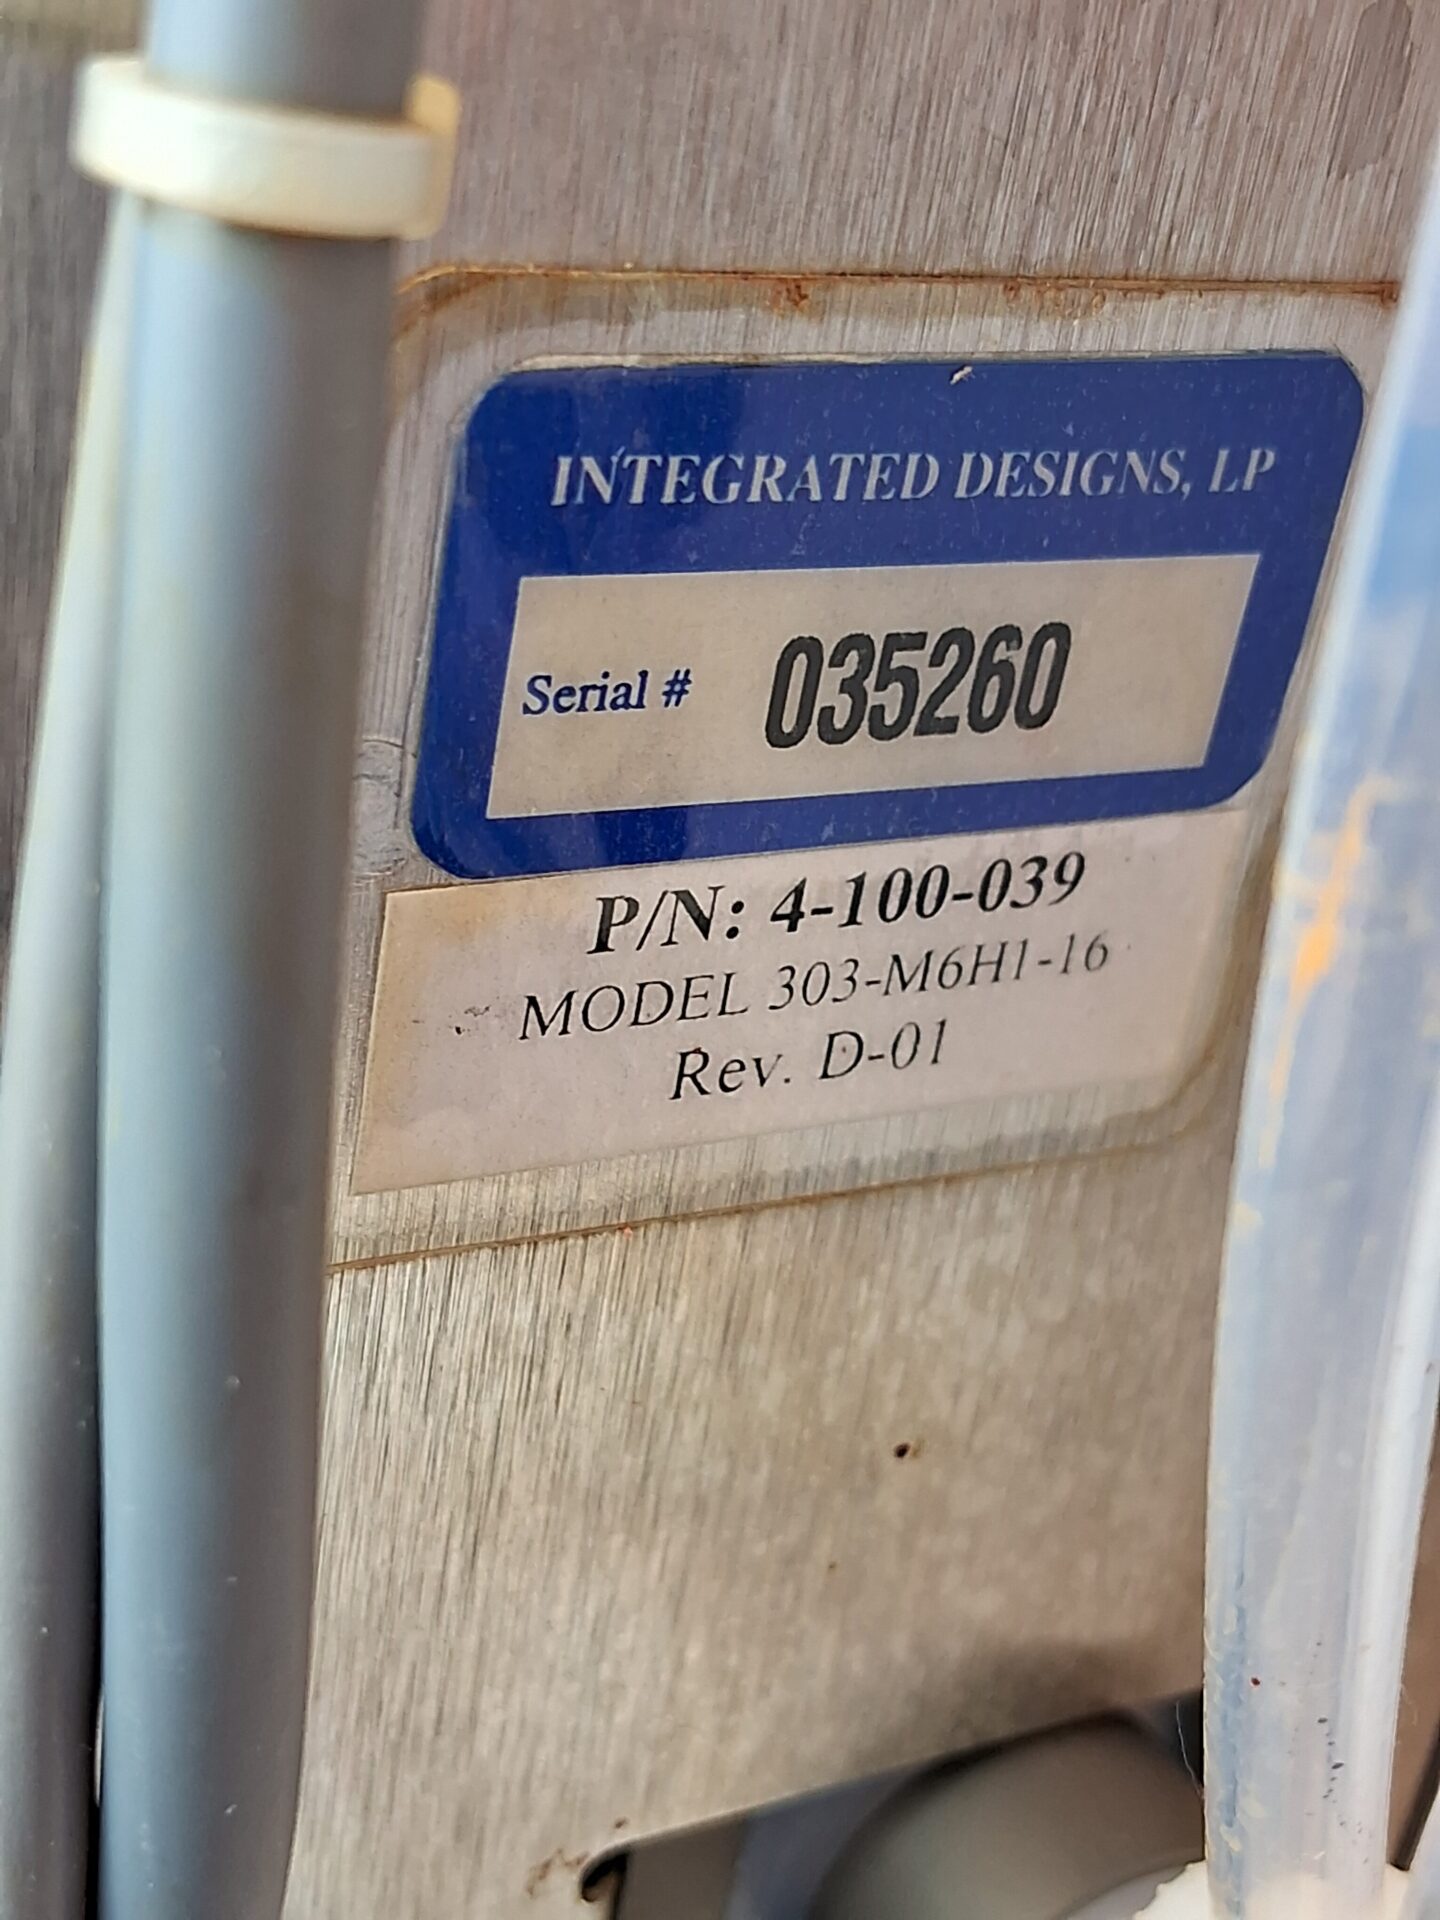 INTEGRATED DESIGNS, LP
Serial # 035260
P/N: 4-100-039
MODEL 303-M6H1-16
Rev. D-01